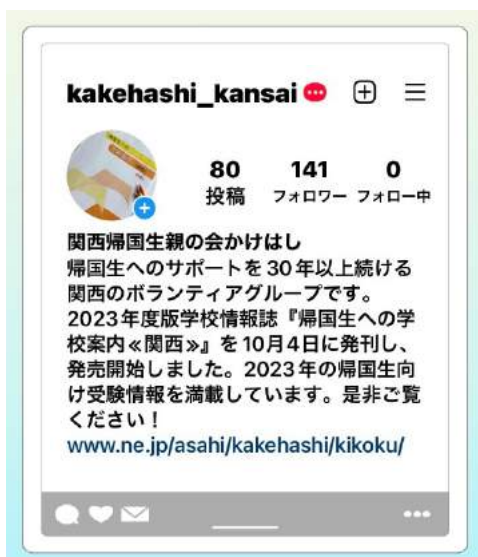 kakehashi_kansai
80 141 0
投稿 フォロワー フォロー中
関西帰国生親の会かけはし
帰国生へのサポートを30年以上続ける
関西のボランティアグループです。
2023年度版学校情報誌『帰国生への学
校案内≪関西≫』を10月4日に発刊し、
発売開始しました。2023年の帰国生向
け受験情報を満載しています。是非ご覧
ください！
www.ne.jp/asahi/kakehashi/kikoku/